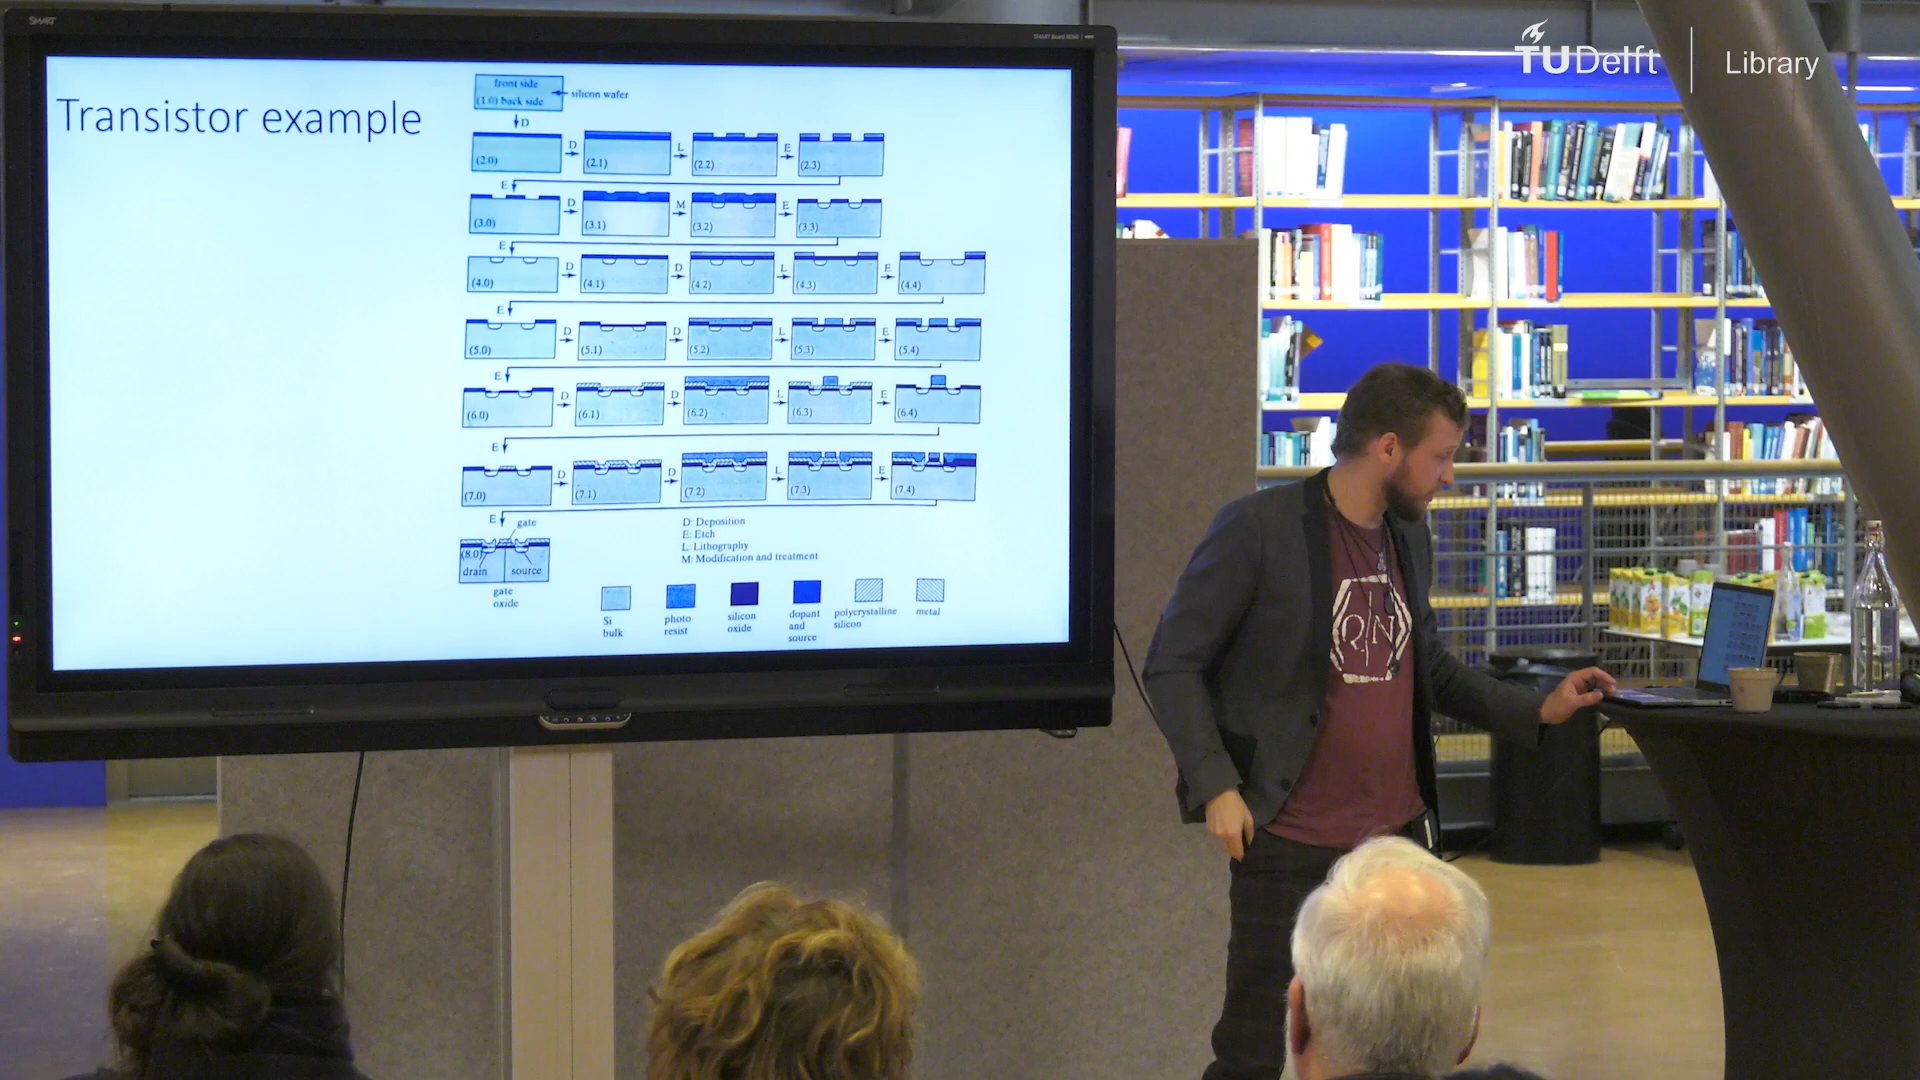 SMART
TUDelft
Library
Transistor example
front side
(1.0) back side
silicon wafer
D
(2.0)
D
(2.1)
L
(2.2)
E
(2.3)
E
(3.0)
D
(3.1)
M
(3.2)
E
(3.3)
E
(4.0)
D
(4.1)
D
(4.2)
L
(4.3)
E
(4.4)
E
(5.0)
D
(5.1)
D
(5.2)
L
(5.3)
E
(5.4)
E
(6.0)
D
(6.1)
D
(6.2)
L
(6.3)
E
(6.4)
E
(7.0)
D
(7.1)
D
(7.2)
L
(7.3)
E
(7.4)
E
gate
(8.0)
drain
source
gate
oxide
D: Deposition
E: Etch
L: Lithography
M: Modification and treatment
Si
bulk
photo
resist
silicon
oxide
dopant
and
source
polycrystalline
silicon
metal
Q/N